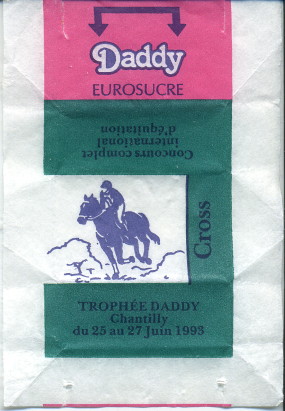 Daddy
EUROSUCRE
Concours complet
international
d'équitation
Cross
TROPHÉE DADDY
Chantilly
du 25 au 27 Juin 1993